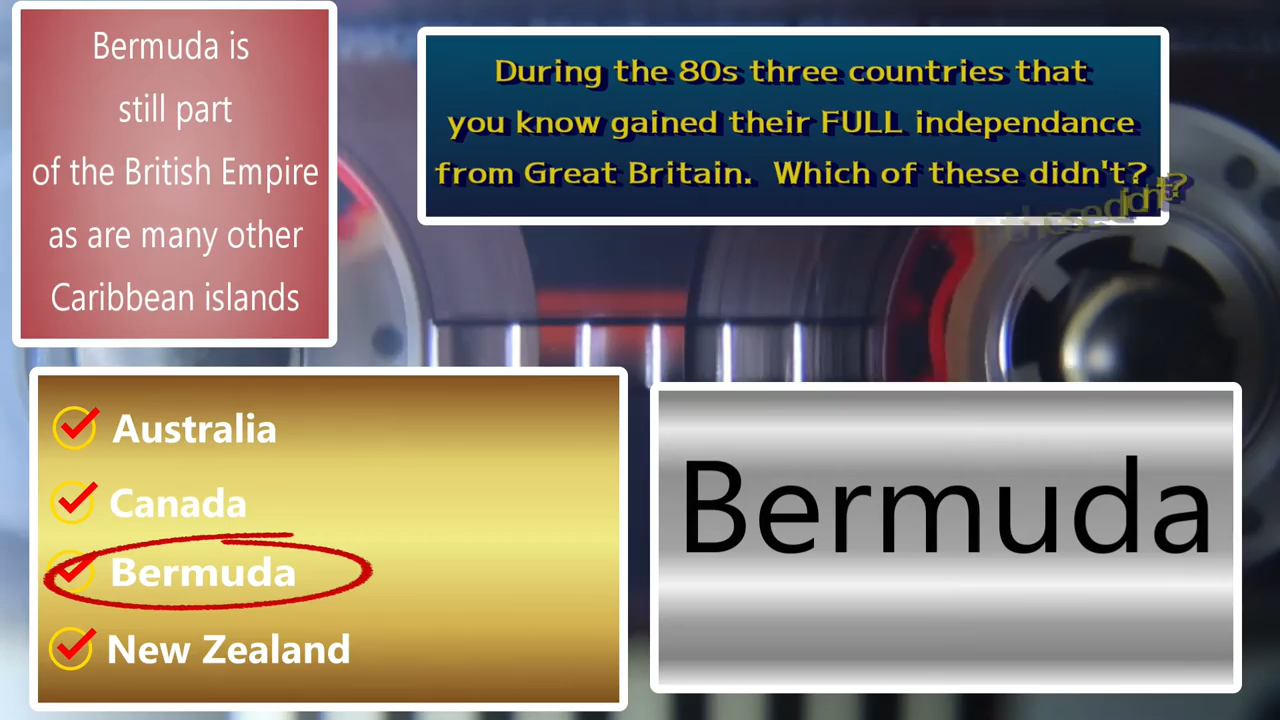 Bermuda is
still part
of the British Empire
as are many other
Caribbean islands
During the 80s three countries that
you know gained their FULL independance
from Great Britain.  Which of these didn't?
these didn't?
Australia
Canada
Bermuda
New Zealand
Bermuda